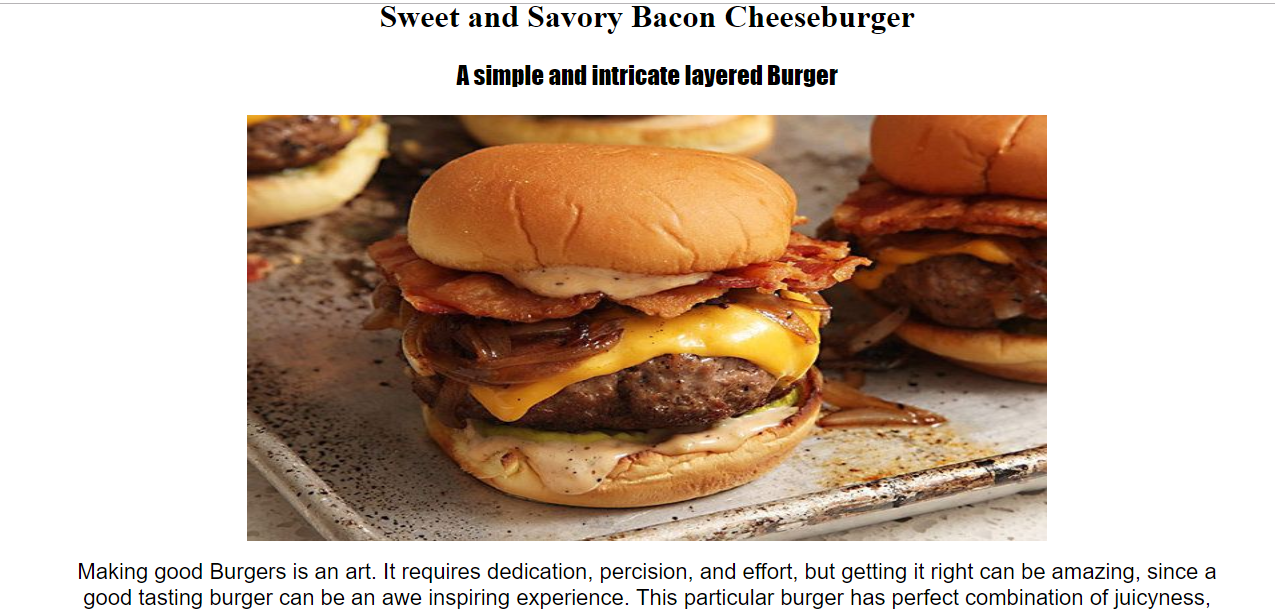 Sweet and Savory Bacon Cheeseburger
A simple and intricate layered Burger
Making good Burgers is an art. It requires dedication, percision, and effort, but getting it right can be amazing, since a
good tasting burger can be an awe inspiring experience. This particular burger has perfect combination of juicyness,